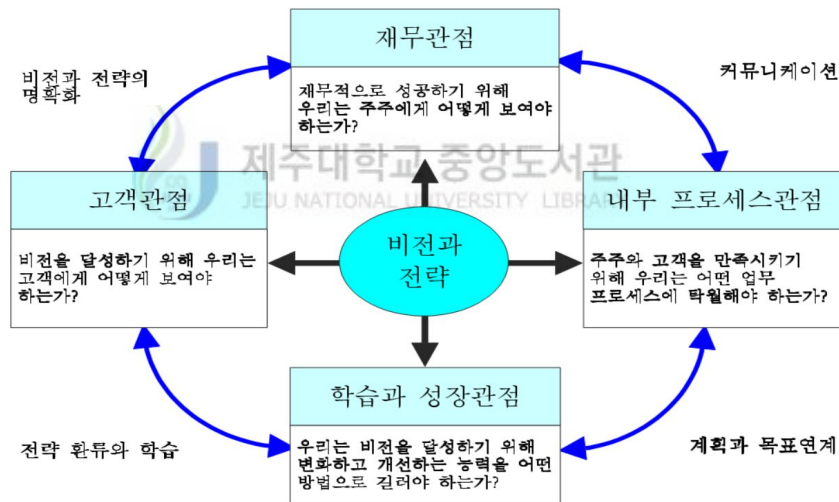 재무관점
재무적으로 성공하기 위해
우리는 주주에게 어떻게 보여야
하는가?
비전과 전략의
명확화
커뮤니케이션
제주대학교 중앙도서관
JEJU NATIONAL UNIVERSITY LIBRARY
고객관점
비전을 달성하기 위해 우리는
고객에게 어떻게 보여야
하는가?
비전과
전략
내부 프로세스관점
주주와 고객을 만족시키기
위해 우리는 어떤 업무
프로세스에 탁월해야 하는가?
학습과 성장관점
우리는 비전을 달성하기 위해
변화하고 개선하는 능력을 어떤
방법으로 길러야 하는가?
전략 환류와 학습
계획과 목표연계